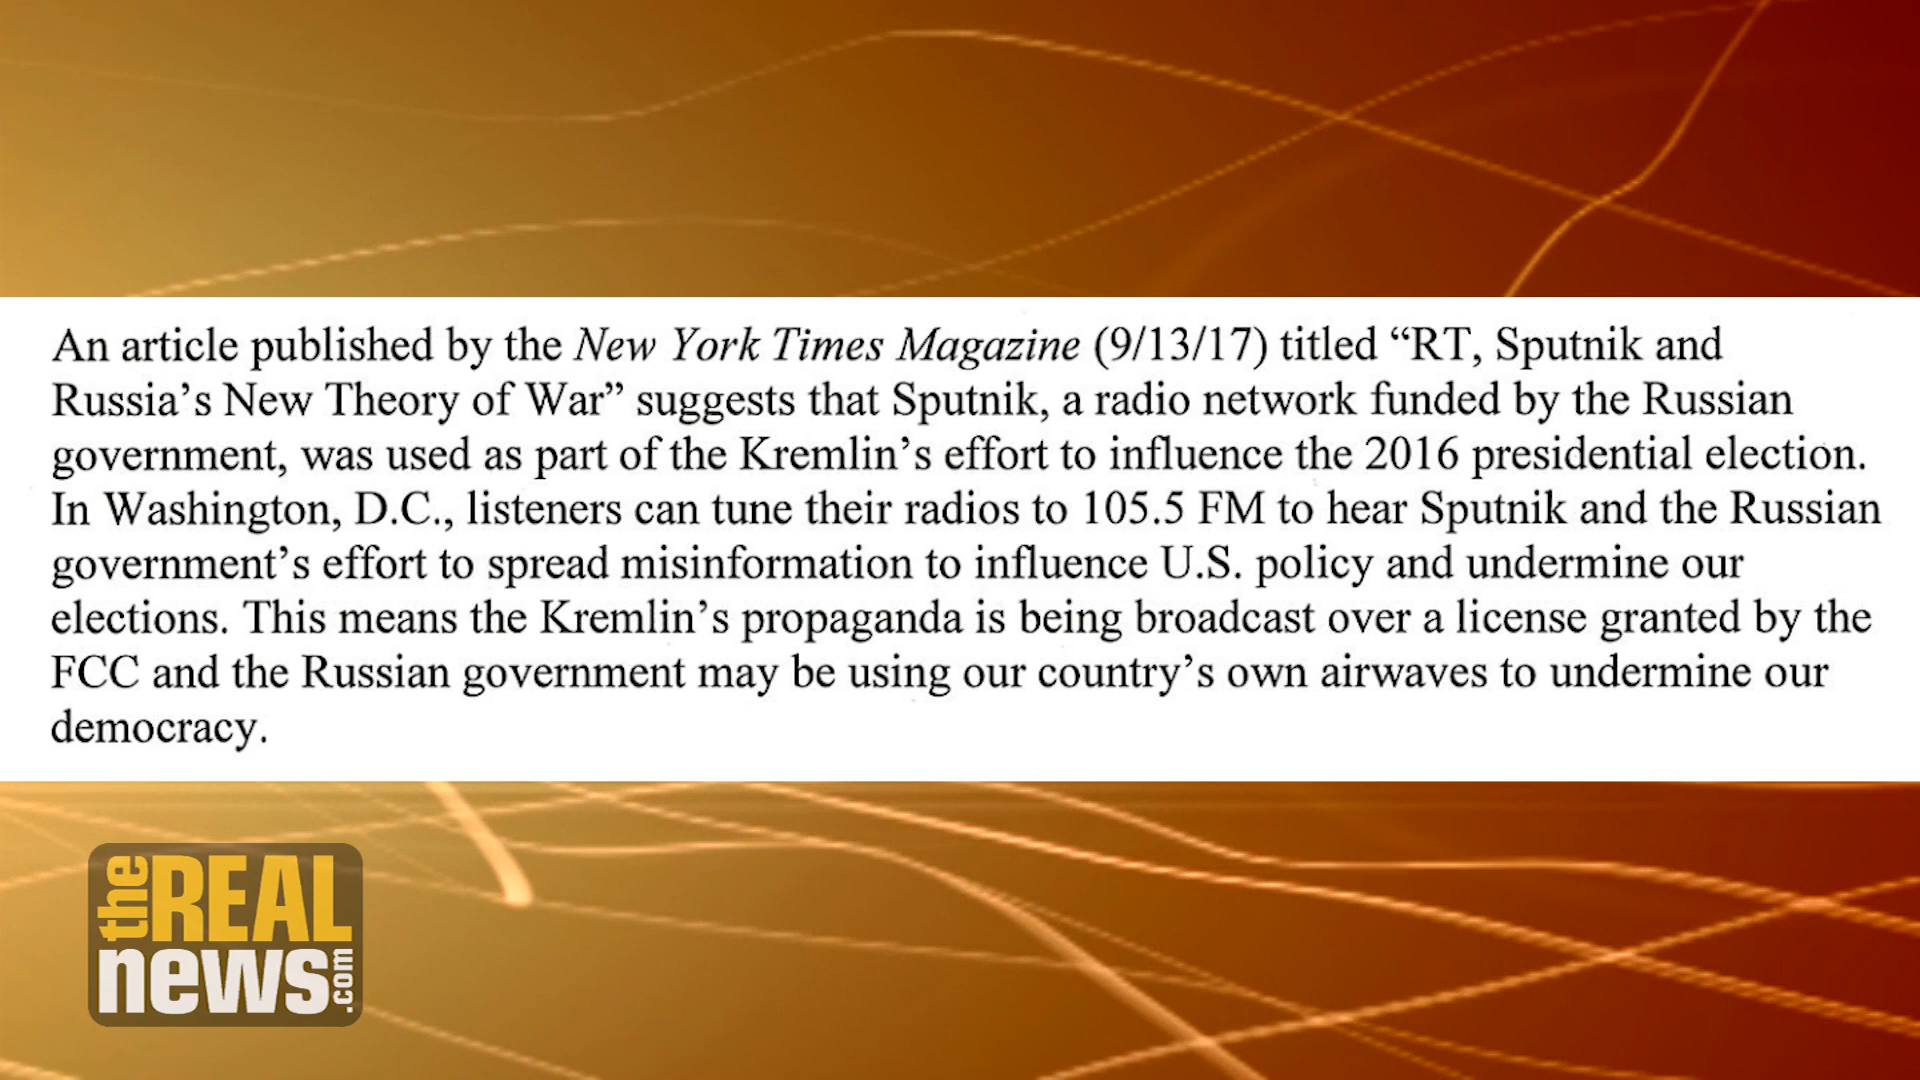 An article published by the New York Times Magazine (9/13/17) titled “RT, Sputnik and
Russia’s New Theory of War” suggests that Sputnik, a radio network funded by the Russian
government, was used as part of the Kremlin’s effort to influence the 2016 presidential election.
In Washington, D.C., listeners can tune their radios to 105.5 FM to hear Sputnik and the Russian
government’s effort to spread misinformation to influence U.S. policy and undermine our
elections. This means the Kremlin’s propaganda is being broadcast over a license granted by the
FCC and the Russian government may be using our country’s own airwaves to undermine our
democracy.
the REAL
news.com